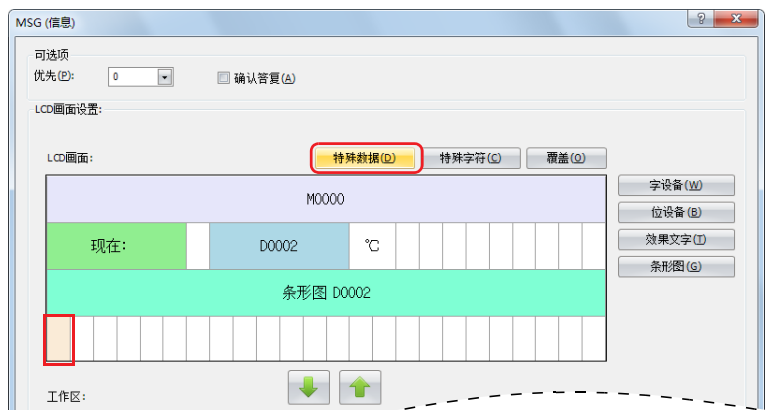 MSG (信息)
可选项
优先(P): 0 确认答复(A)
LCD画面设置:
LCD画面: 特殊数据(D) 特殊字符(C) 覆盖(O)
M0000 字设备(W)
位设备(B)
现在: D0002 ℃ 效果文字(T)
条形图(G)
条形图 D0002
工作区: